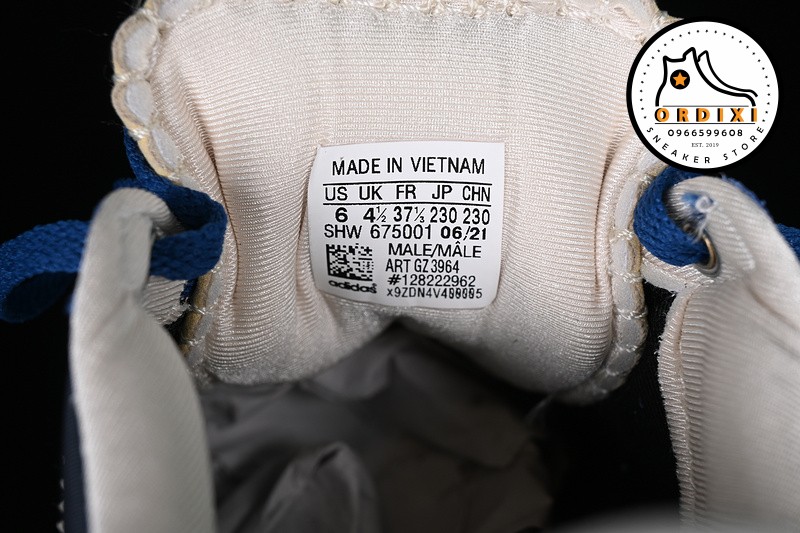 MADE IN VIETNAM
US UK FR JP CHN
6 4½ 37⅓ 230 230
SHW 675001 06/21
MALE/MÂLE
ART GZ3964
#128222962
adidas
ORDIXI
0966599608
EST. 2019
SNEAKER STORE